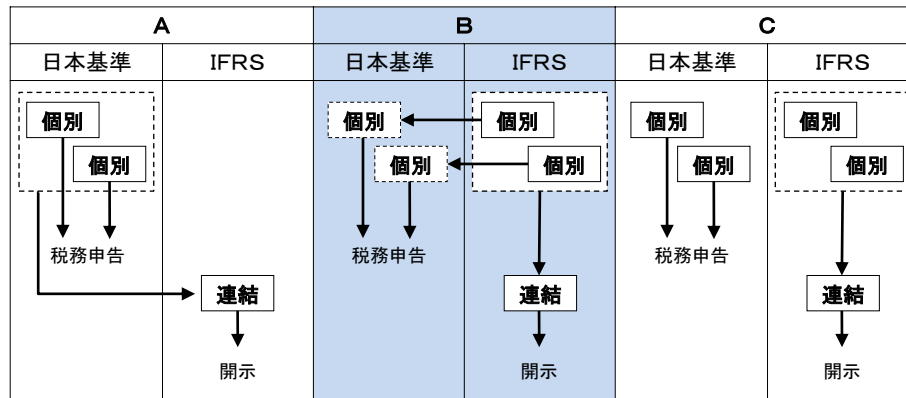 A B C
日本基準 IFRS 日本基準 IFRS 日本基準 IFRS
個別 個別 個別 個別 個別
個別 個別 個別 個別 個別
税務申告 税務申告 税務申告
連結 連結 連結
開示 開示 開示